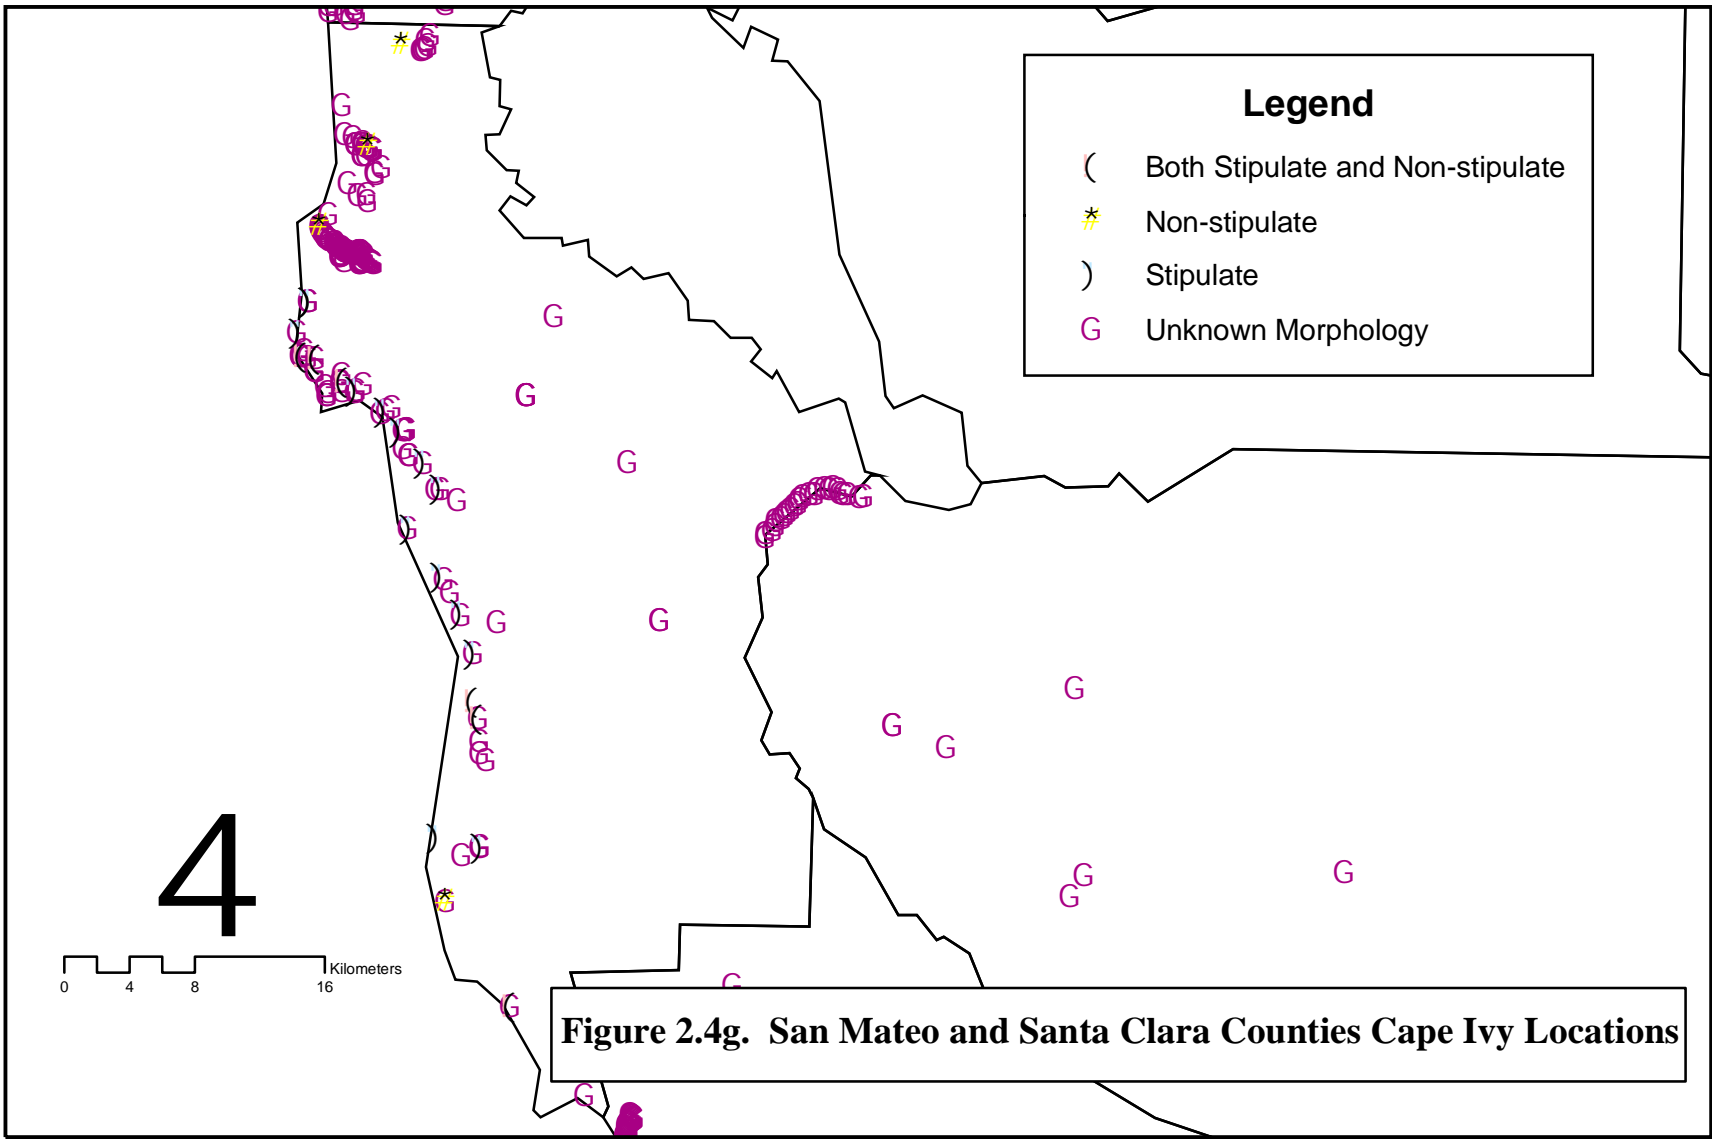 Legend
( Both Stipulate and Non-stipulate
* # Non-stipulate
) Stipulate
G Unknown Morphology
4
Kilometers
0 4 8 16
Figure 2.4g. San Mateo and Santa Clara Counties Cape Ivy Locations